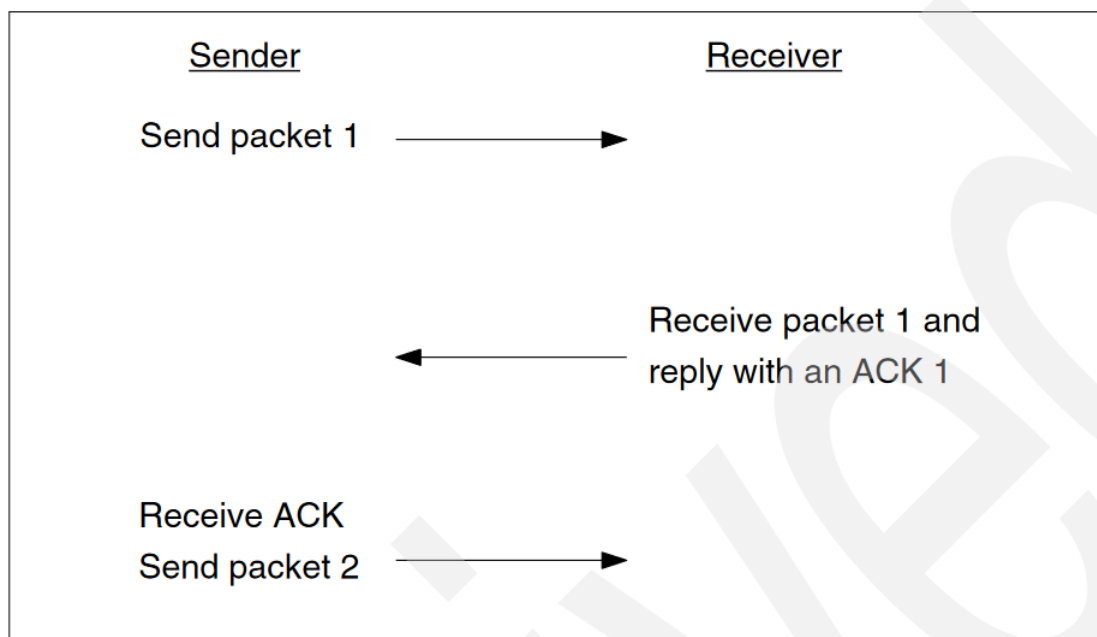 Sender
Receiver
Send packet 1
Receive packet 1 and
reply with an ACK 1
Receive ACK
Send packet 2